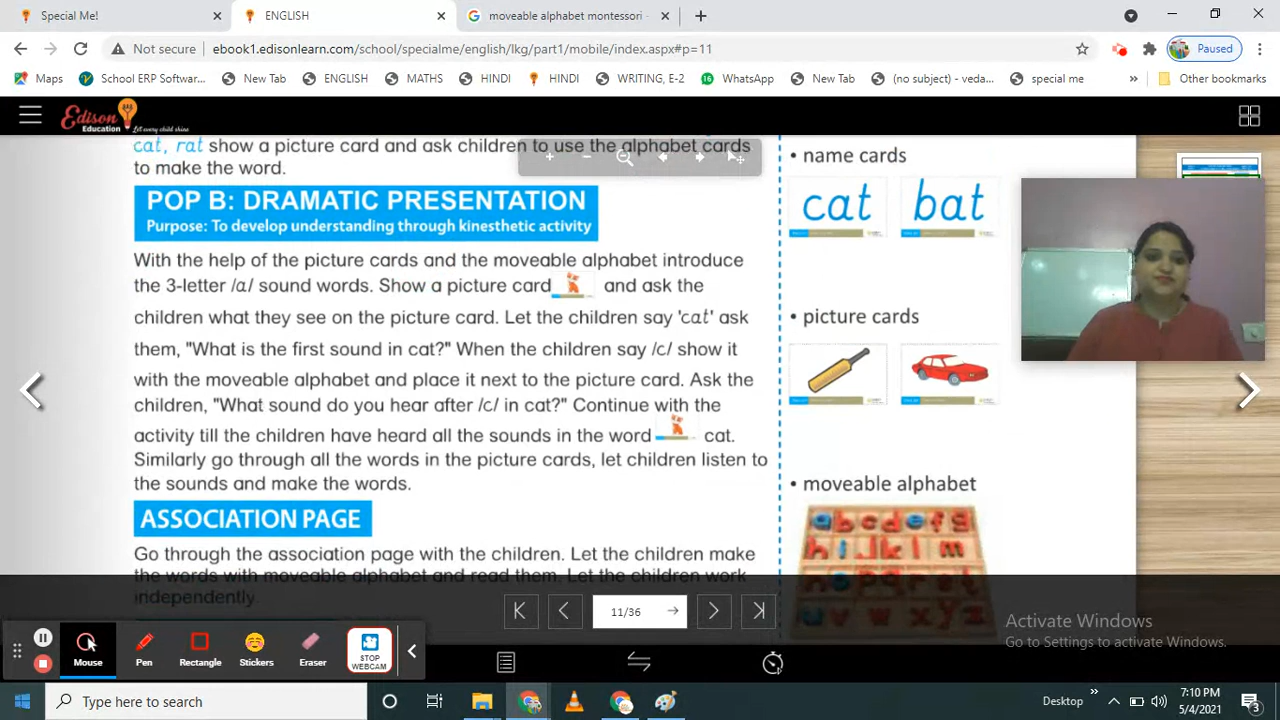 Special Me!
ENGLISH
moveable alphabet montessori -
Not secure
ebook1.edisonlearn.com/school/specialme/english/lkg/part1/mobile/index.aspx#p=11
Paused
Maps
School ERP Softwar...
New Tab
ENGLISH
MATHS
HINDI
HINDI
WRITING, E-2
WhatsApp
New Tab
(no subject) - veda...
special me
Other bookmarks
Edison
Education
Let every child shine
cat, rat show a picture card and ask children to use the alphabet cards
to make the word.
POP B: DRAMATIC PRESENTATION
Purpose: To develop understanding through kinesthetic activity
With the help of the picture cards and the moveable alphabet introduce
the 3-letter /a/ sound words. Show a picture card and ask the
children what they see on the picture card. Let the children say 'cat' ask
them, "What is the first sound in cat?" When the children say /c/ show it
with the moveable alphabet and place it next to the picture card. Ask the
children, "What sound do you hear after /c/ in cat?" Continue with the
activity till the children have heard all the sounds in the word cat.
Similarly go through all the words in the picture cards, let children listen to
the sounds and make the words.
ASSOCIATION PAGE
Go through the association page with the children. Let the children make
the words with moveable alphabet and read them. Let the children work
independently.
• name cards
cat bat
• picture cards
• moveable alphabet
a b c d e f g
h i j k l m
n o p q r s t
u v w x y z
11/36
Activate Windows
Go to Settings to activate Windows.
Mouse
Pen
Rectangle
Stickers
Eraser
STOP
WEBCAM
Type here to search
Desktop
7:10 PM
5/4/2021
3